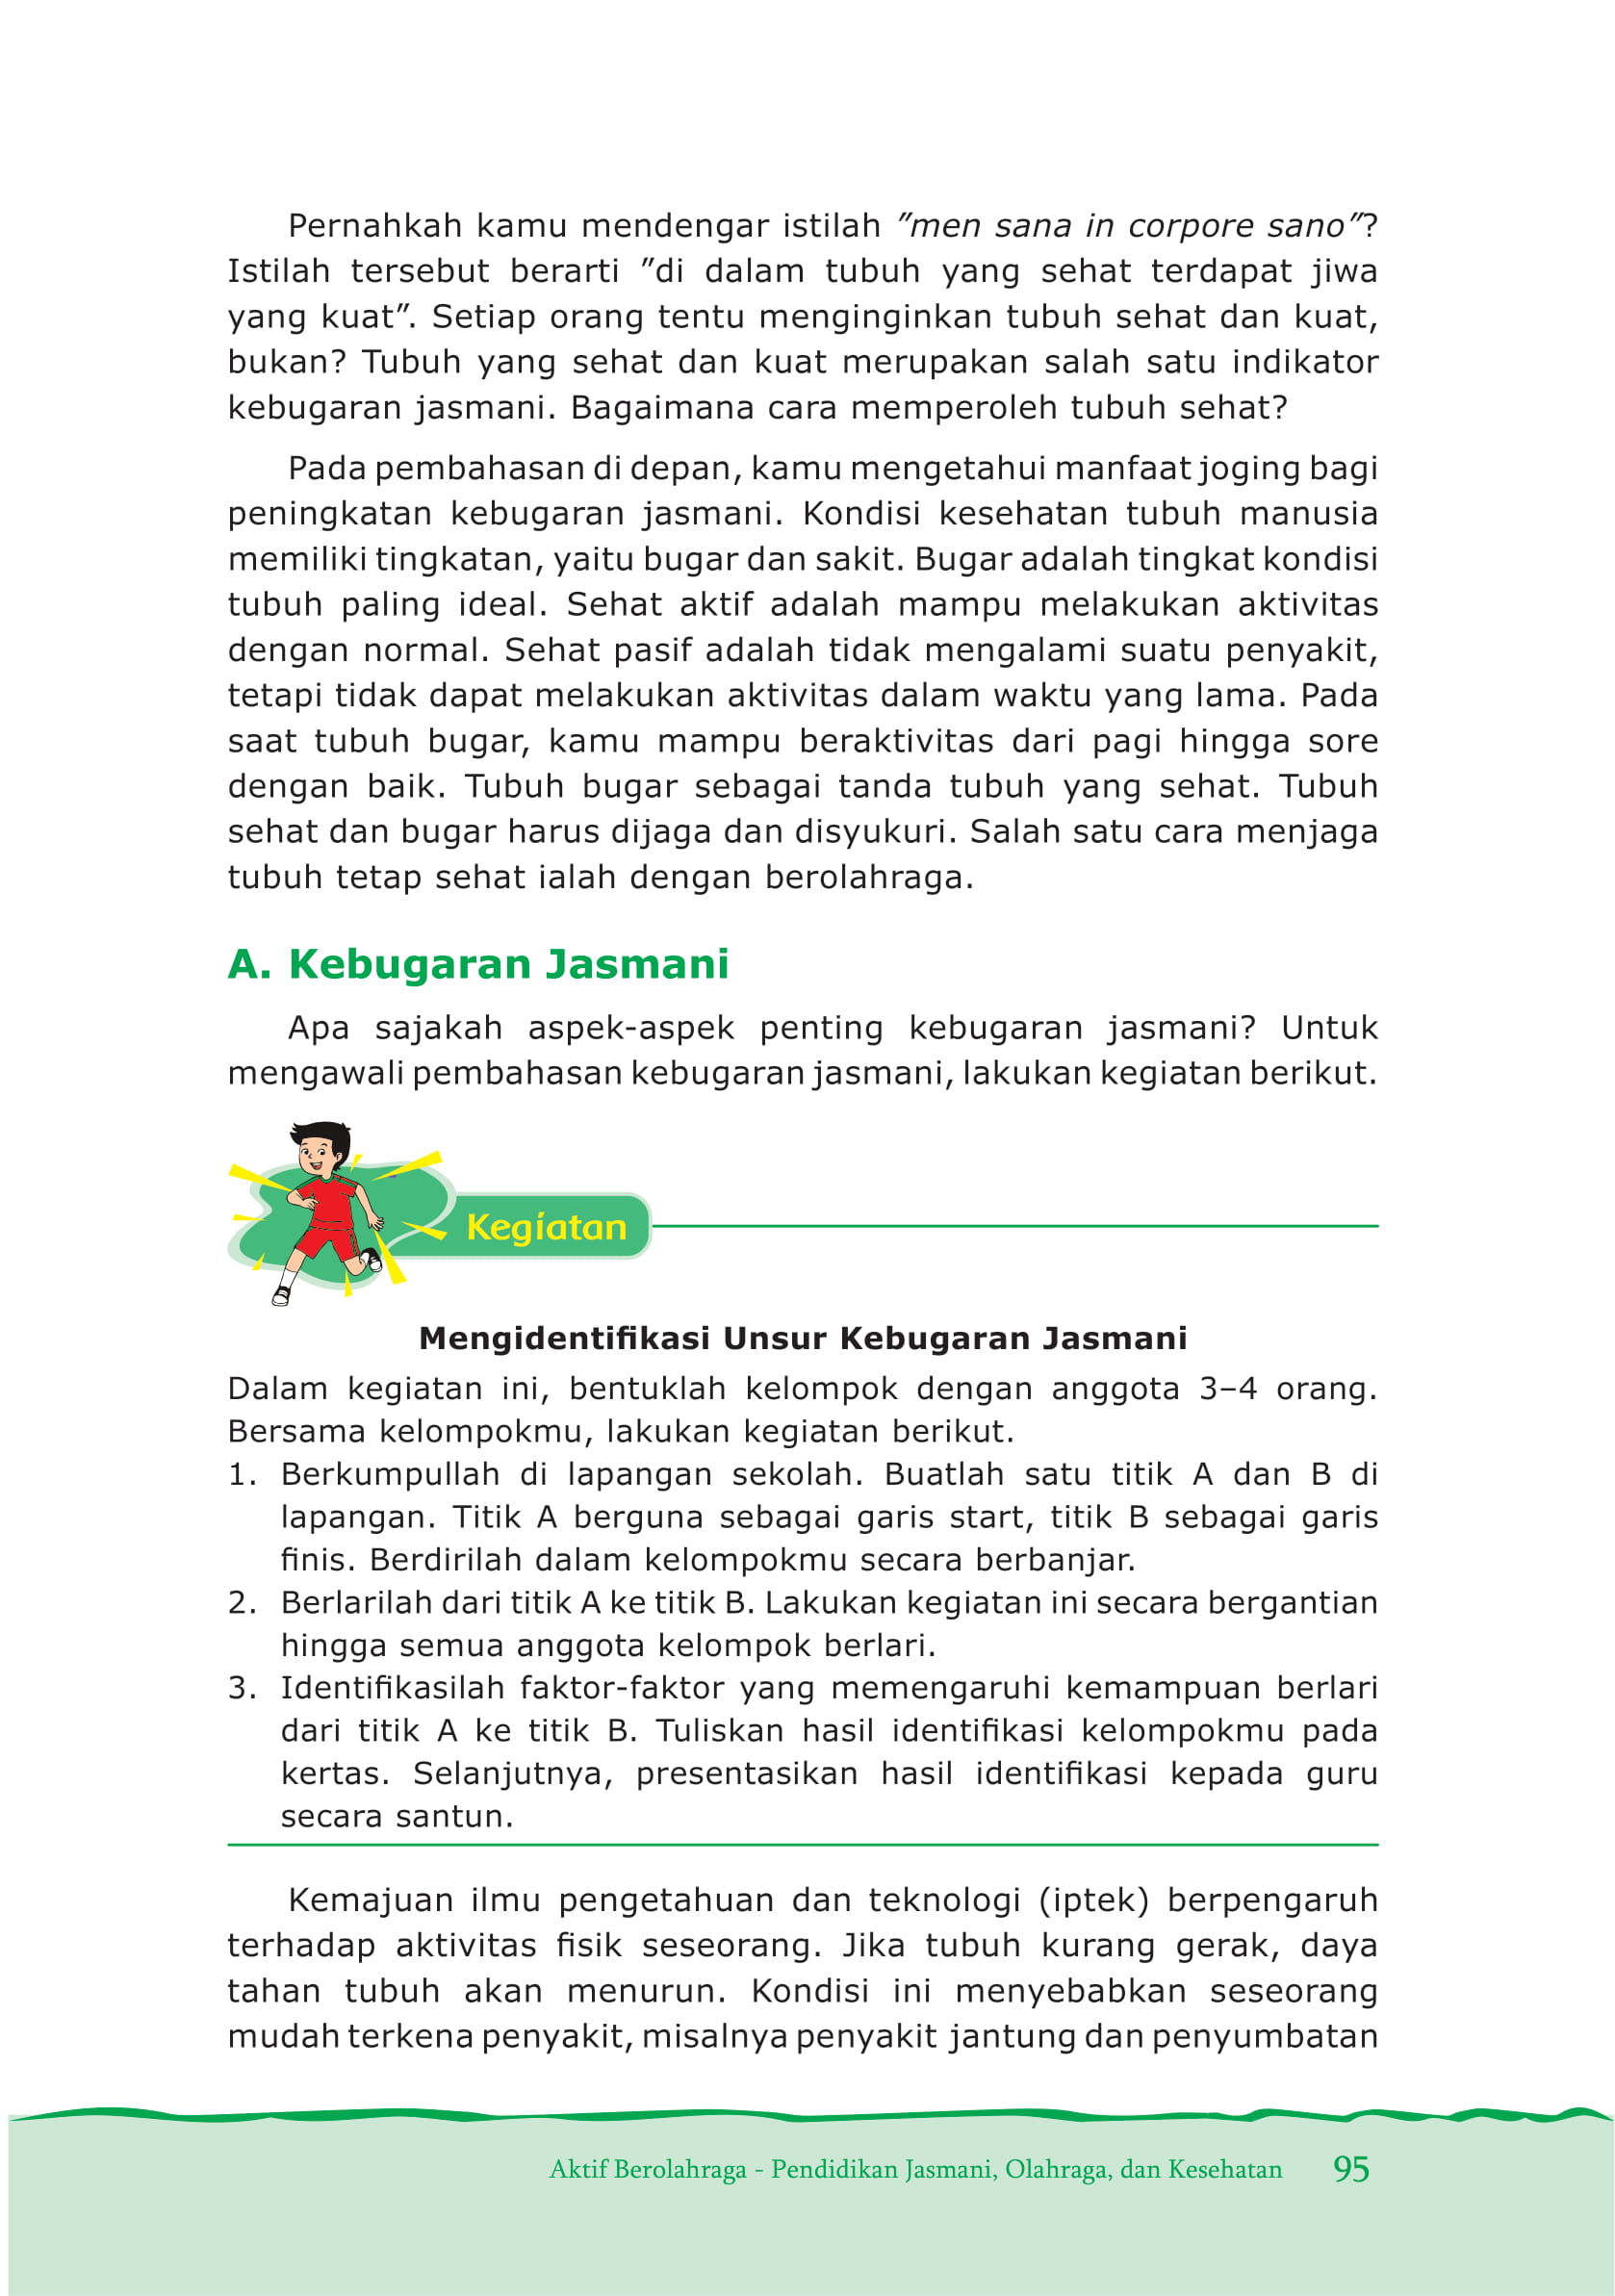 Pernahkah kamu mendengar istilah ”men sana in corpore sano”?
Istilah tersebut berarti ”di dalam tubuh yang sehat terdapat jiwa
yang kuat”. Setiap orang tentu menginginkan tubuh sehat dan kuat,
bukan? Tubuh yang sehat dan kuat merupakan salah satu indikator
kebugaran jasmani. Bagaimana cara memperoleh tubuh sehat?
Pada pembahasan di depan, kamu mengetahui manfaat joging bagi
peningkatan kebugaran jasmani. Kondisi kesehatan tubuh manusia
memiliki tingkatan, yaitu bugar dan sakit. Bugar adalah tingkat kondisi
tubuh paling ideal. Sehat aktif adalah mampu melakukan aktivitas
dengan normal. Sehat pasif adalah tidak mengalami suatu penyakit,
tetapi tidak dapat melakukan aktivitas dalam waktu yang lama. Pada
saat tubuh bugar, kamu mampu beraktivitas dari pagi hingga sore
dengan baik. Tubuh bugar sebagai tanda tubuh yang sehat. Tubuh
sehat dan bugar harus dijaga dan disyukuri. Salah satu cara menjaga
tubuh tetap sehat ialah dengan berolahraga.
A. Kebugaran Jasmani
Apa sajakah aspek-aspek penting kebugaran jasmani? Untuk
mengawali pembahasan kebugaran jasmani, lakukan kegiatan berikut.
Kegiatan
Mengidentifikasi Unsur Kebugaran Jasmani
Dalam kegiatan ini, bentuklah kelompok dengan anggota 3–4 orang.
Bersama kelompokmu, lakukan kegiatan berikut.
1. Berkumpullah di lapangan sekolah. Buatlah satu titik A dan B di
lapangan. Titik A berguna sebagai garis start, titik B sebagai garis
finis. Berdirilah dalam kelompokmu secara berbanjar.
2. Berlarilah dari titik A ke titik B. Lakukan kegiatan ini secara bergantian
hingga semua anggota kelompok berlari.
3. Identifikasilah faktor-faktor yang memengaruhi kemampuan berlari
dari titik A ke titik B. Tuliskan hasil identifikasi kelompokmu pada
kertas. Selanjutnya, presentasikan hasil identifikasi kepada guru
secara santun.
Kemajuan ilmu pengetahuan dan teknologi (iptek) berpengaruh
terhadap aktivitas fisik seseorang. Jika tubuh kurang gerak, daya
tahan tubuh akan menurun. Kondisi ini menyebabkan seseorang
mudah terkena penyakit, misalnya penyakit jantung dan penyumbatan
Aktif Berolahraga - Pendidikan Jasmani, Olahraga, dan Kesehatan 95